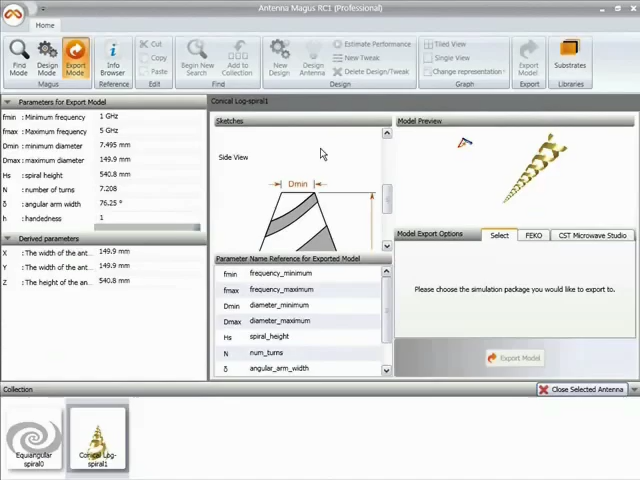 Antenna Magus RC1 (Professional)
Home
Find Mode
Design Mode
Export Mode
Magus
Info Browser
Reference
Cut
Copy
Paste
Edit
Begin New Search
Add to Collection
Find
New Design
Design Antenna
Estimate Performance
New Tweak
Delete Design/Tweak
Design
Tiled View
Single View
Change representation
Graph
Export Model
Export
Substrates
Libraries
Parameters for Export Model
fmin : Minimum frequency 1 GHz
fmax : Maximum frequency 5 GHz
Dmin : minimum diameter 7.495 mm
Dmax : maximum diameter 149.9 mm
Hs : spiral height 540.8 mm
N : number of turns 7.208
δ : angular arm width 76.25 °
h : handedness 1
Derived parameters
X : The width of the ant... 149.9 mm
Y : The width of the ant... 149.9 mm
Z : The height of the an... 540.8 mm
Conical Log-spiral1
Sketches
Side View
Dmin
Parameter Name Reference for Exported Model
fmin frequency_minimum
fmax frequency_maximum
Dmin diameter_minimum
Dmax diameter_maximum
Hs spiral_height
N num_turns
δ angular_arm_width
Model Preview
Model Export Options
Select
FEKO
CST Microwave Studio
Please choose the simulation package you would like to export to.
Export Model
Collection
Close Selected Antenna
Equiangular spiral0
Conical Log-spiral1